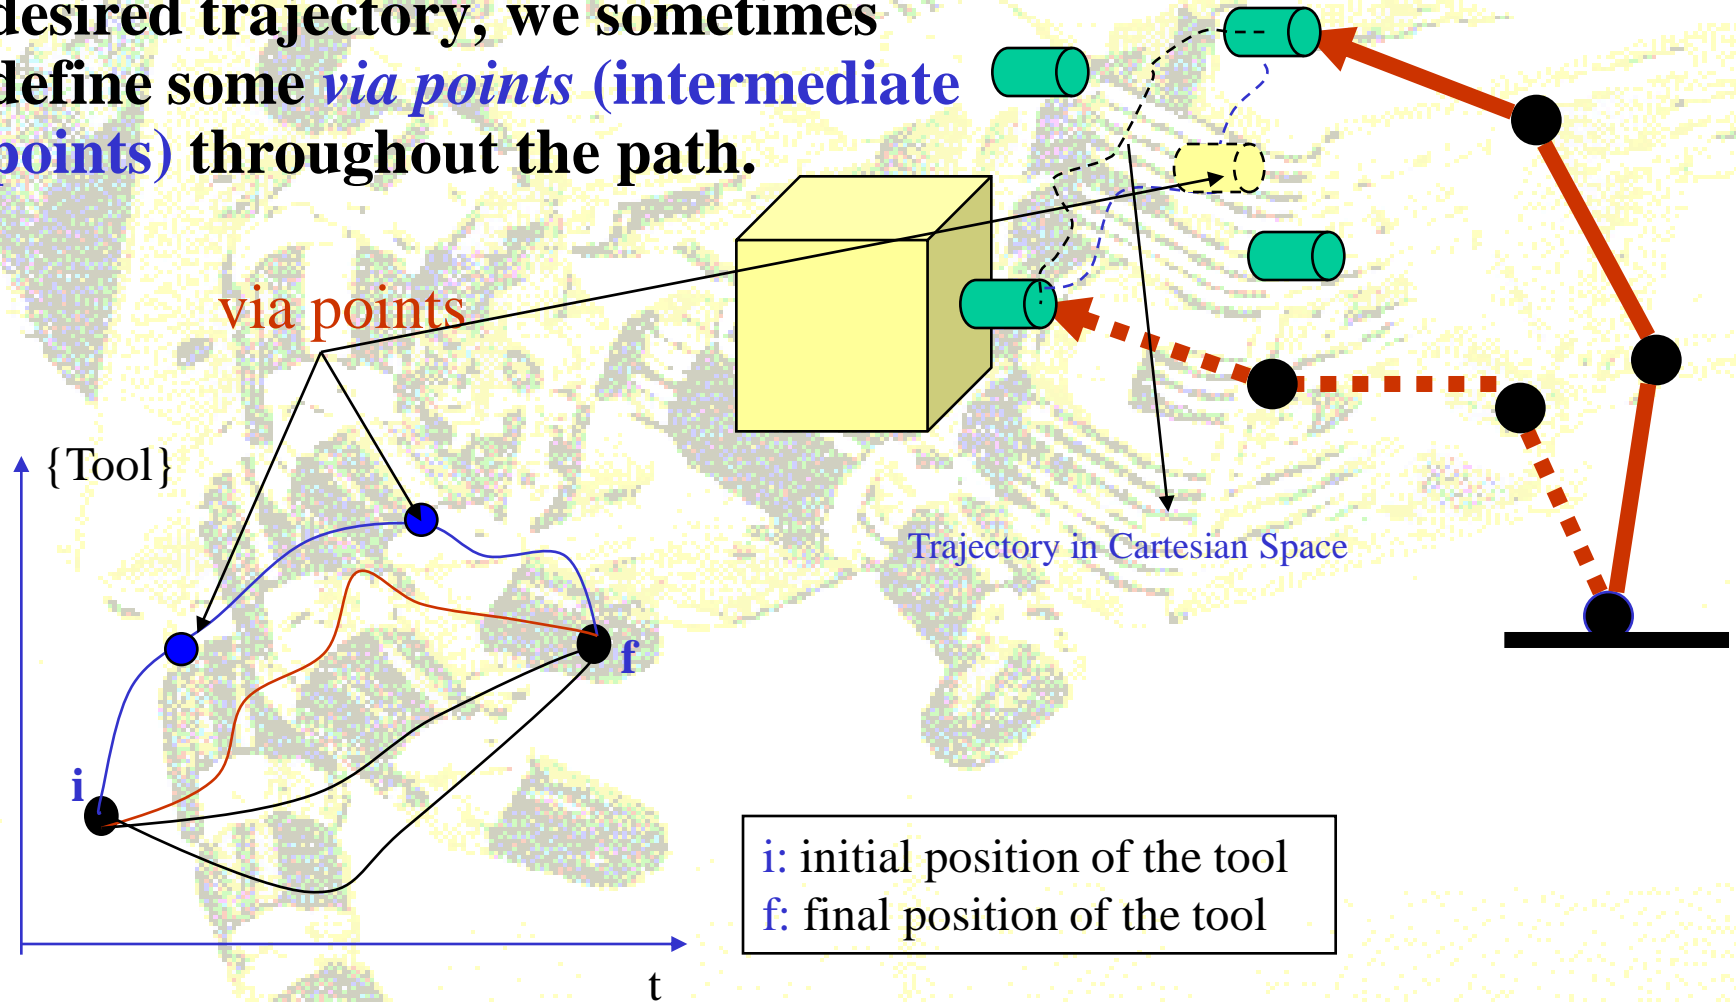 desired trajectory, we sometimes
define some via points (intermediate
points) throughout the path.
via points
{Tool}
Trajectory in Cartesian Space
f
i
i: initial position of the tool
f: final position of the tool
t